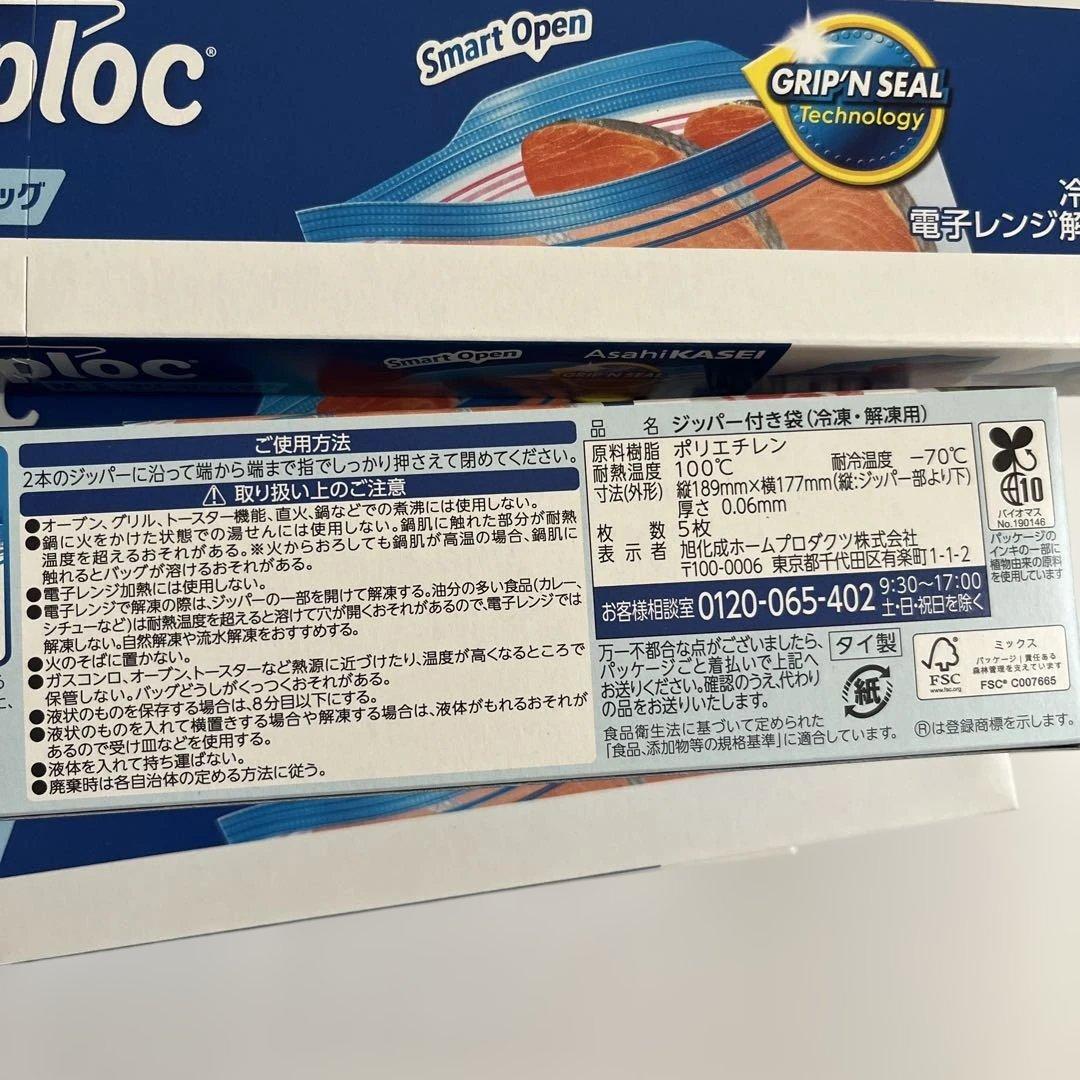 ploc®
Smart Open
GRIP'N SEAL
Technology
ッグ
冷
電子レンジ解
ploc
Smart Open
AsahiKASEI
GRIP'N SEAL
ご使用方法
2本のジッパーに沿って端から端まで指でしっかり押さえて閉めてください。
取り扱い上のご注意
●オーブン、グリル、トースター機能、直火、鍋などでの煮沸には使用しない。
●鍋に火をかけた状態での湯せんには使用しない。鍋肌に触れた部分が耐熱
温度を超えるおそれがある。※火からおろしても鍋肌が高温の場合、鍋肌に
触れるとバッグが溶けるおそれがある。
●電子レンジ加熱には使用しない。
●電子レンジで解凍の際は、ジッパーの一部を開けて解凍する。油分の多い食品(カレー、
シチューなど)は耐熱温度を超えると溶けて穴が開くおそれがあるので、電子レンジでは
解凍しない。自然解凍や流水解凍をおすすめする。
●火のそばに置かない。
●ガスコンロ、オーブン、トースターなど熱源に近づけたり、温度が高くなるところで
保管しない。バッグどうしがくっつくおそれがある。
●液状のものを保存する場合は、8分目以下にする。
●液状のものを入れて横置きする場合や解凍する場合は、液体がもれるおそれが
あるので受け皿などを使用する。
●液体を入れて持ち運ばない。
●廃棄時は各自治体の定める方法に従う。
品 名 ジッパー付き袋(冷凍・解凍用)
原料樹脂 ポリエチレン
耐熱温度 100℃ 耐冷温度 -70℃
寸法(外形) 縦189mm×横177mm(縦:ジッパー部より下)
厚さ 0.06mm
枚 数 5枚
表 示 者 旭化成ホームプロダクツ株式会社
〒100-0006 東京都千代田区有楽町1-1-2
お客様相談室 0120-065-402 9:30〜17:00
土・日・祝日を除く
万一不都合な点がございましたら、
パッケージごと着払いで上記へ
お送りください。確認のうえ、代わり
の品をお送りいたします。
食品衛生法に基づいて定められた
「食品、添加物等の規格基準」に適合しています。
タイ製
紙
10
バイオマス
No.190146
パッケージの
インキの一部に
植物由来の原料
を使用しています
FSC
www.fsc.org
ミックス
パッケージ|責任ある
森林管理を支えています
FSC® C007665
Ⓡは登録商標を示します。